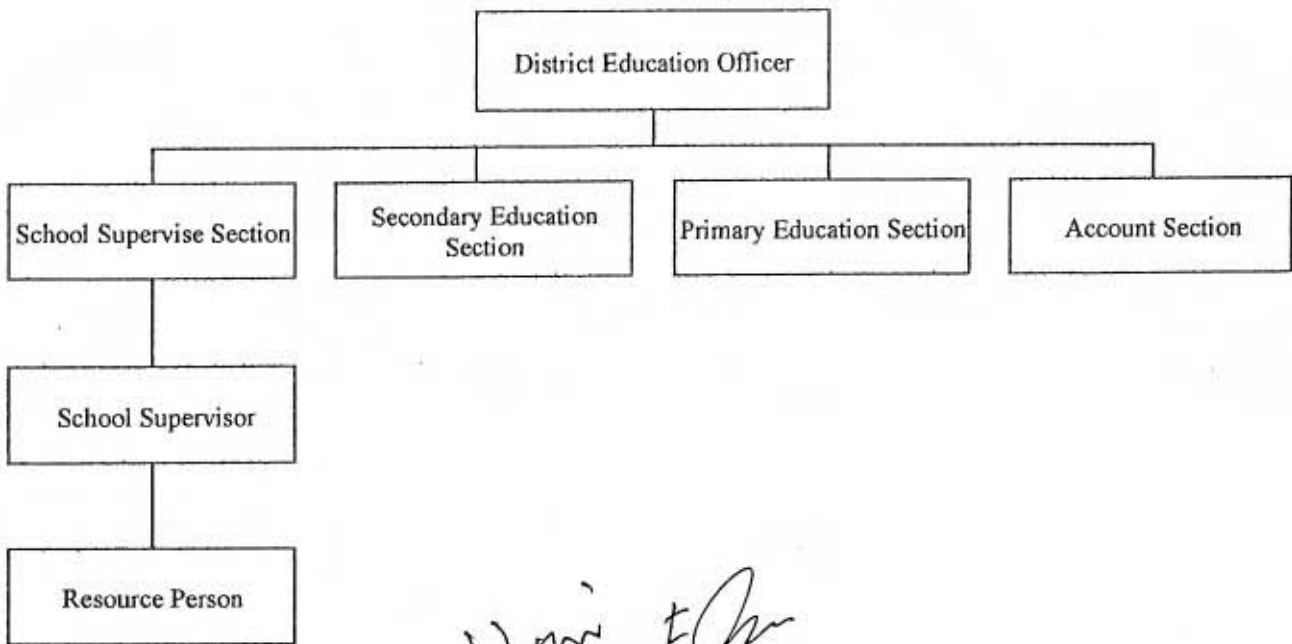 District Education Officer
School Supervise Section
Secondary Education
Section
Primary Education Section
Account Section
School Supervisor
Resource Person